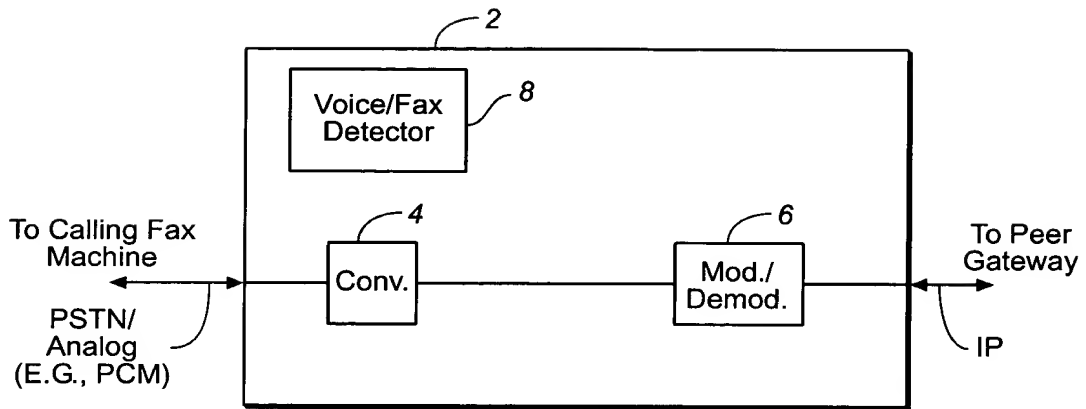 2
Voice/Fax
Detector
8
To Calling Fax
Machine
4
Conv.
6
Mod./
Demod.
To Peer
Gateway
PSTN/
Analog
(E.G., PCM)
IP